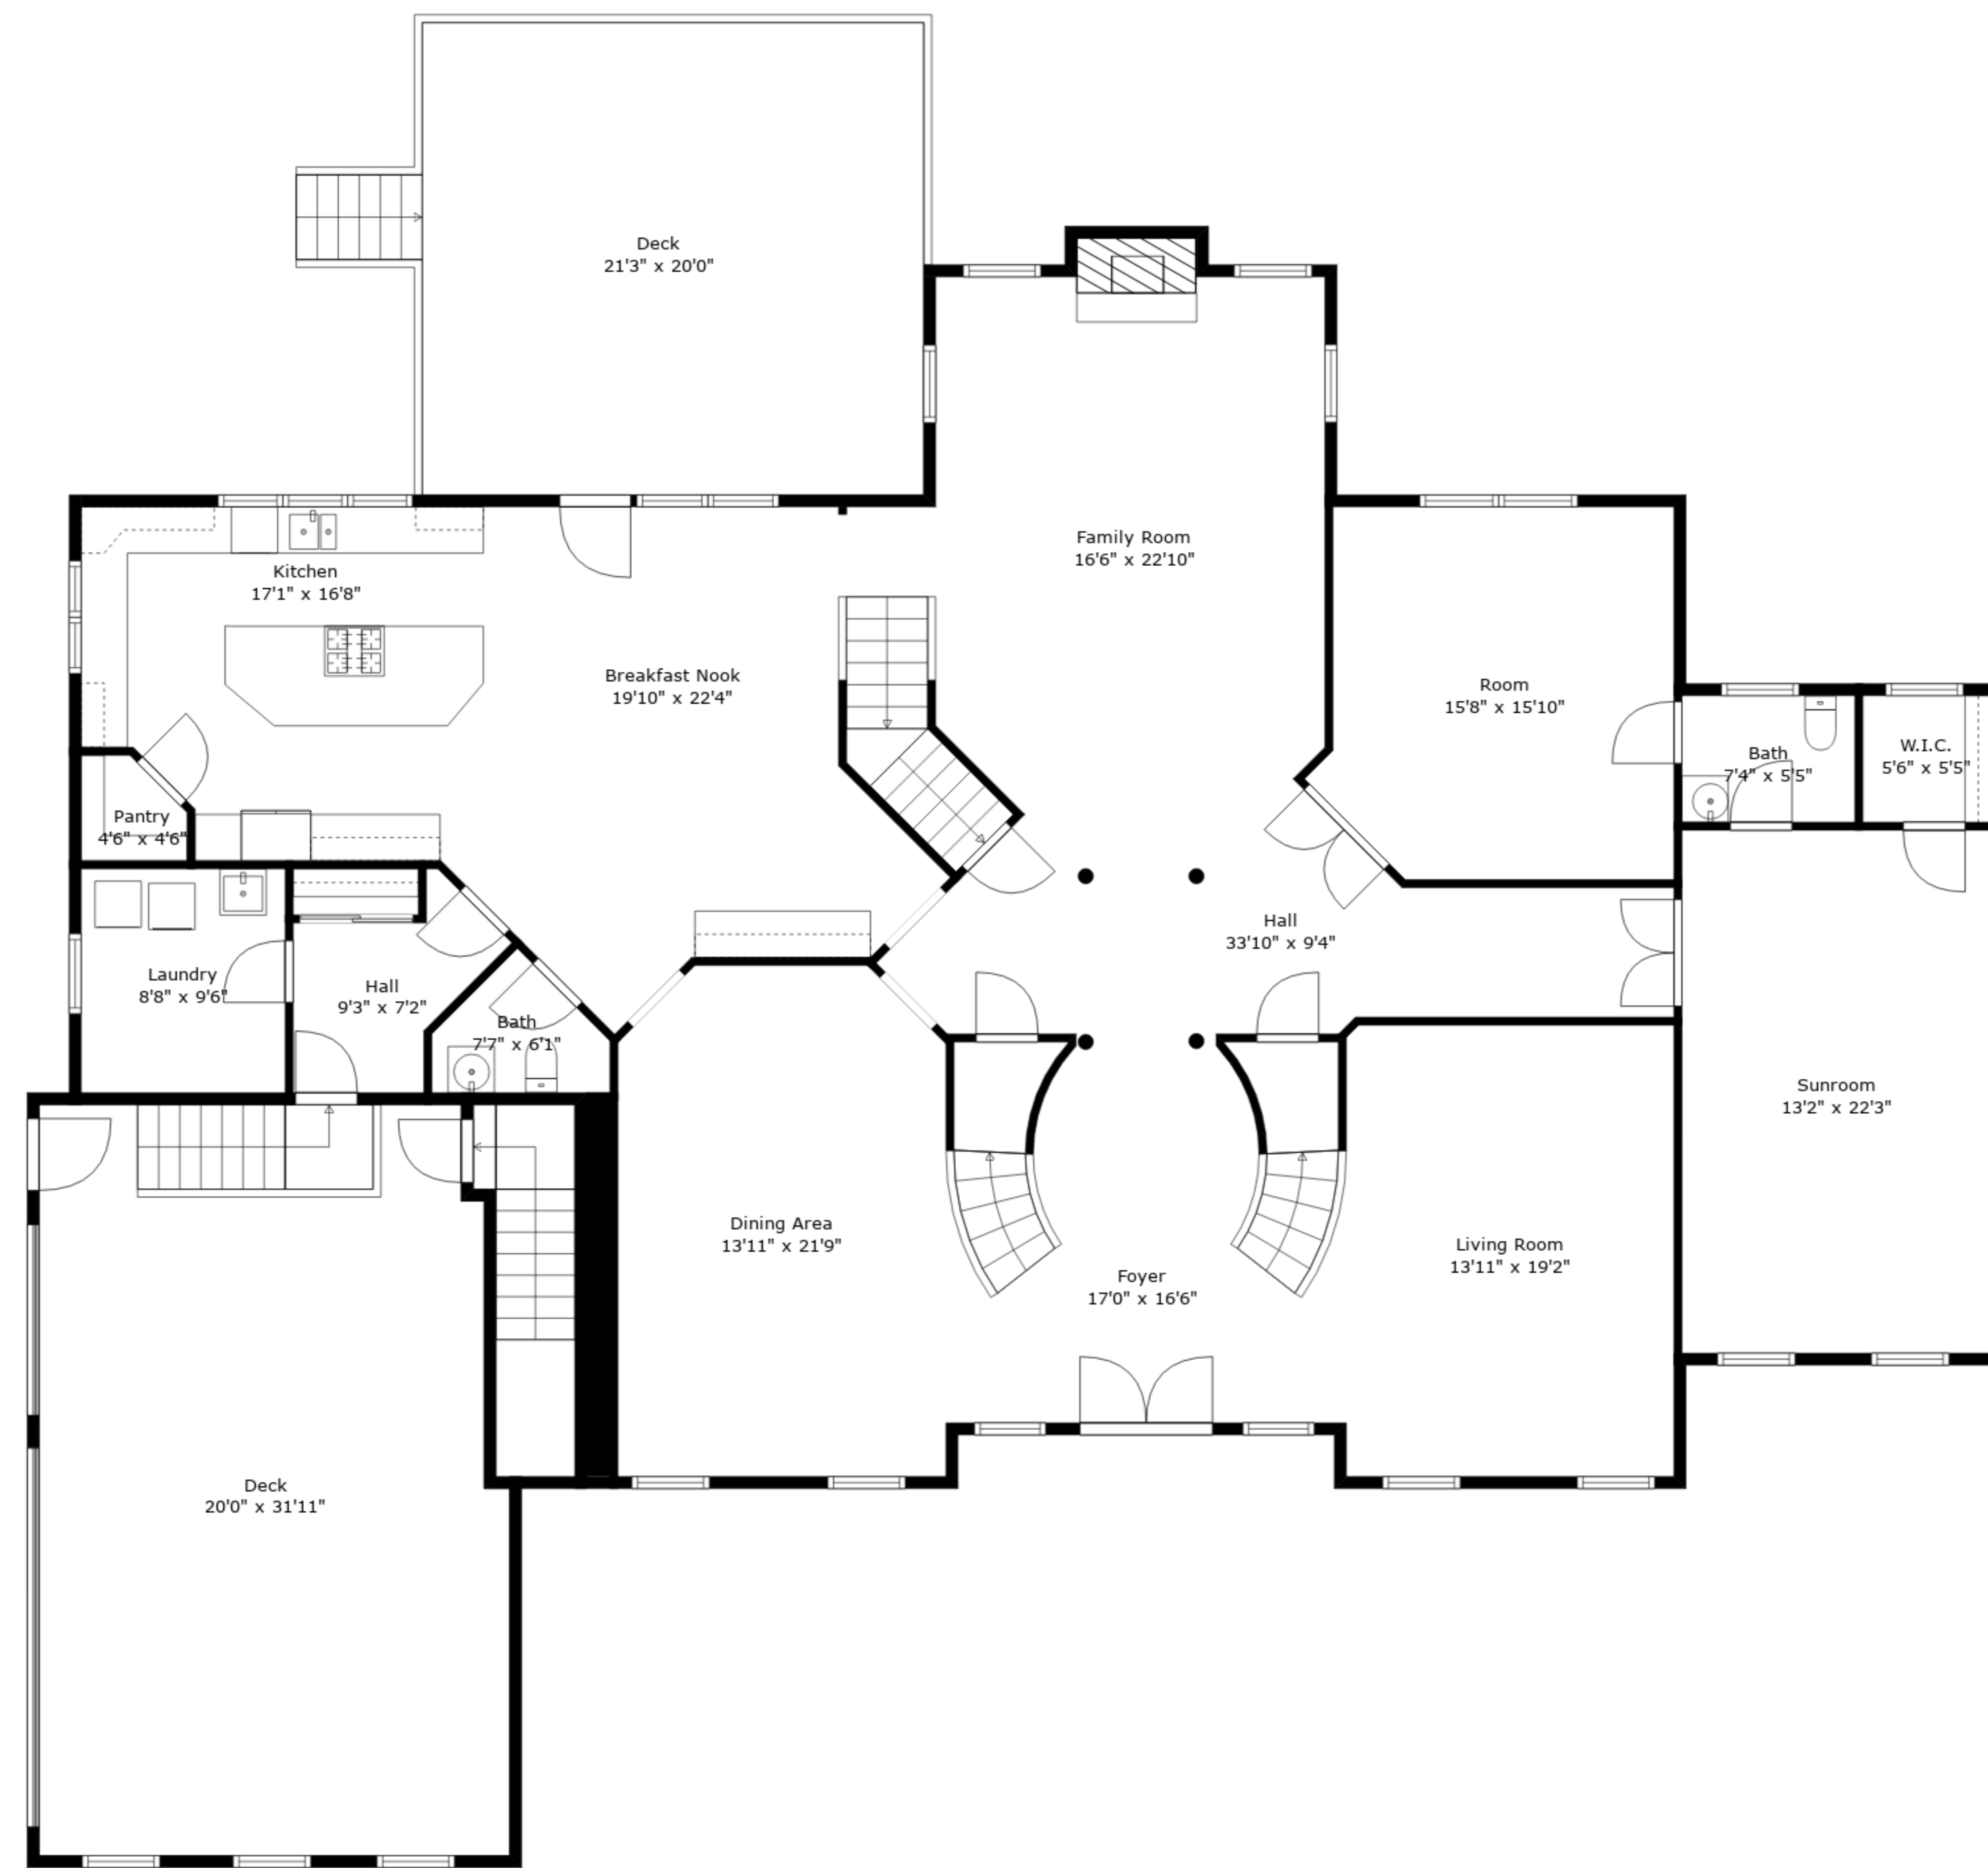 Deck
21'3" x 20'0"
Family Room
16'6" x 22'10"
Kitchen
17'1" x 16'8"
Breakfast Nook
19'10" x 22'4"
Room
15'8" x 15'10"
Bath
7'4" x 5'5"
W.I.C.
5'6" x 5'5"
Pantry
4'6" x 4'6"
Hall
33'10" x 9'4"
Laundry
8'8" x 9'6"
Hall
9'3" x 7'2"
Bath
7'7" x 6'1"
Sunroom
13'2" x 22'3"
Dining Area
13'11" x 21'9"
Living Room
13'11" x 19'2"
Foyer
17'0" x 16'6"
Deck
20'0" x 31'11"